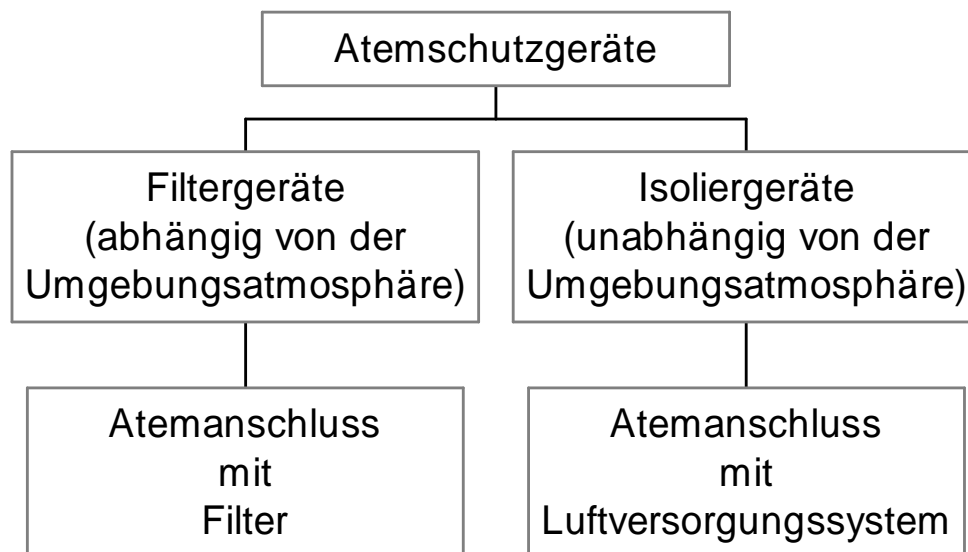 Atemschutzgeräte
Filtergeräte
(abhängig von der
Umgebungsatmosphäre)
Isoliergeräte
(unabhängig von der
Umgebungsatmosphäre)
Atemanschluss
mit
Filter
Atemanschluss
mit
Luftversorgungssystem